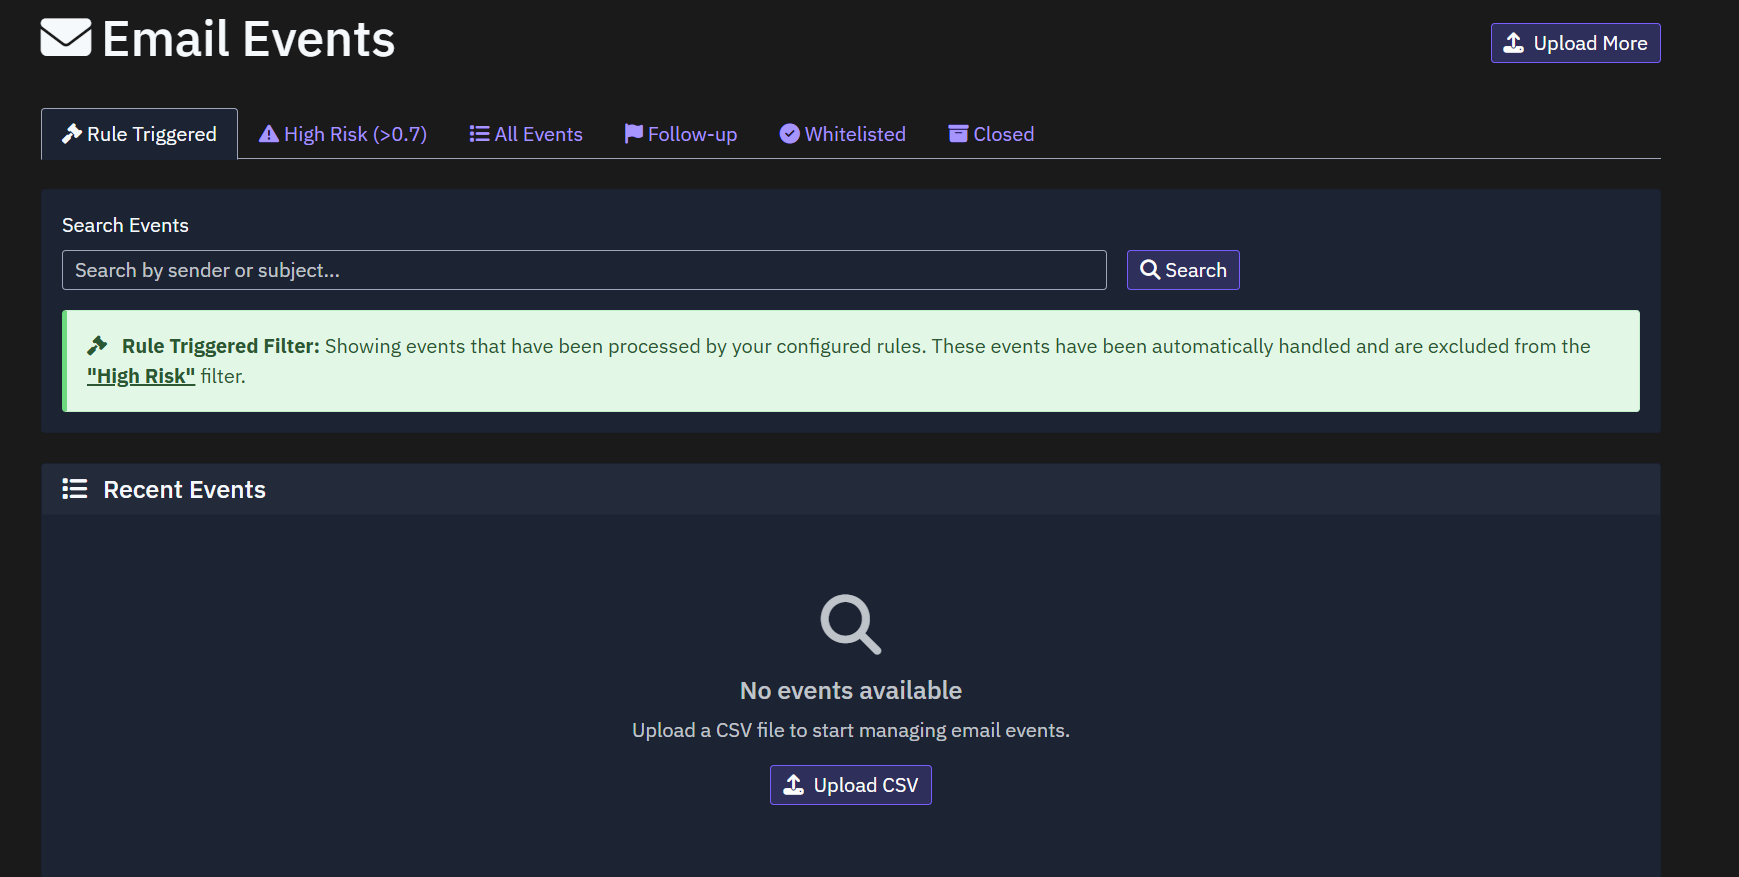 Email Events
Upload More
Rule Triggered
High Risk (>0.7)
All Events
Follow-up
Whitelisted
Closed
Search Events
Search by sender or subject...
Search
Rule Triggered Filter: Showing events that have been processed by your configured rules. These events have been automatically handled and are excluded from the
"High Risk" filter.
Recent Events
No events available
Upload a CSV file to start managing email events.
Upload CSV